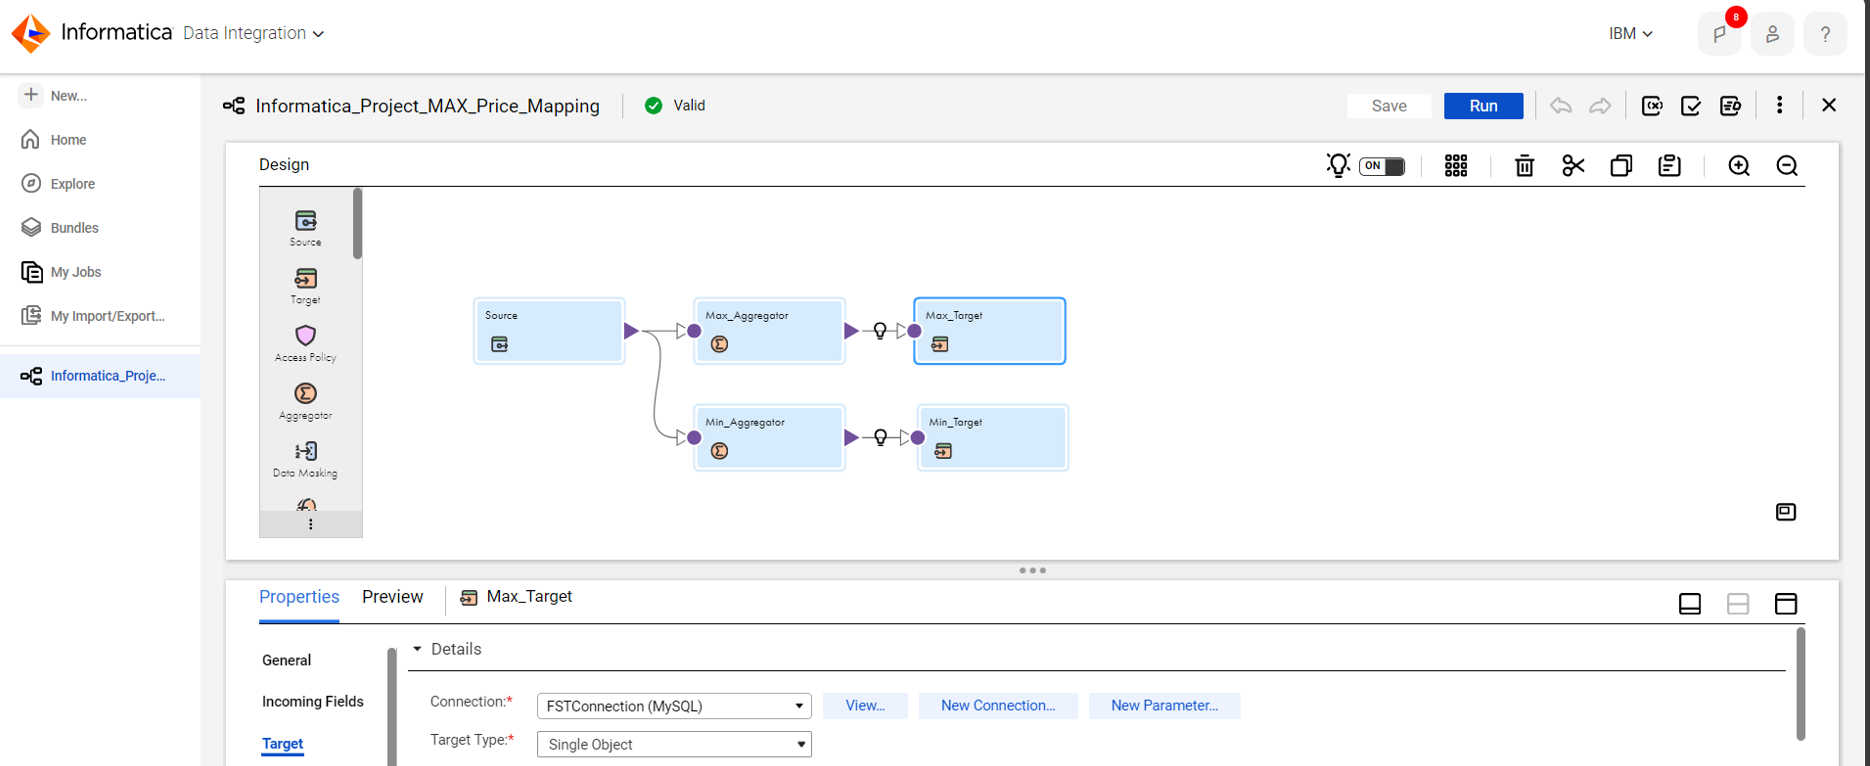 Informatica Data Integration
IBM
8
?
New...
Home
Explore
Bundles
My Jobs
My Import/Export...
Informatica_Proje...
Informatica_Project_MAX_Price_Mapping
Valid
Save
Run
Design
ON
Source
Target
Access Policy
Aggregator
Data Masking
Source
Max_Aggregator
Max_Target
Min_Aggregator
Min_Target
Properties
Preview
Max_Target
General
Incoming Fields
Target
Details
Connection:* FSTConnection (MySQL) View... New Connection... New Parameter...
Target Type:* Single Object